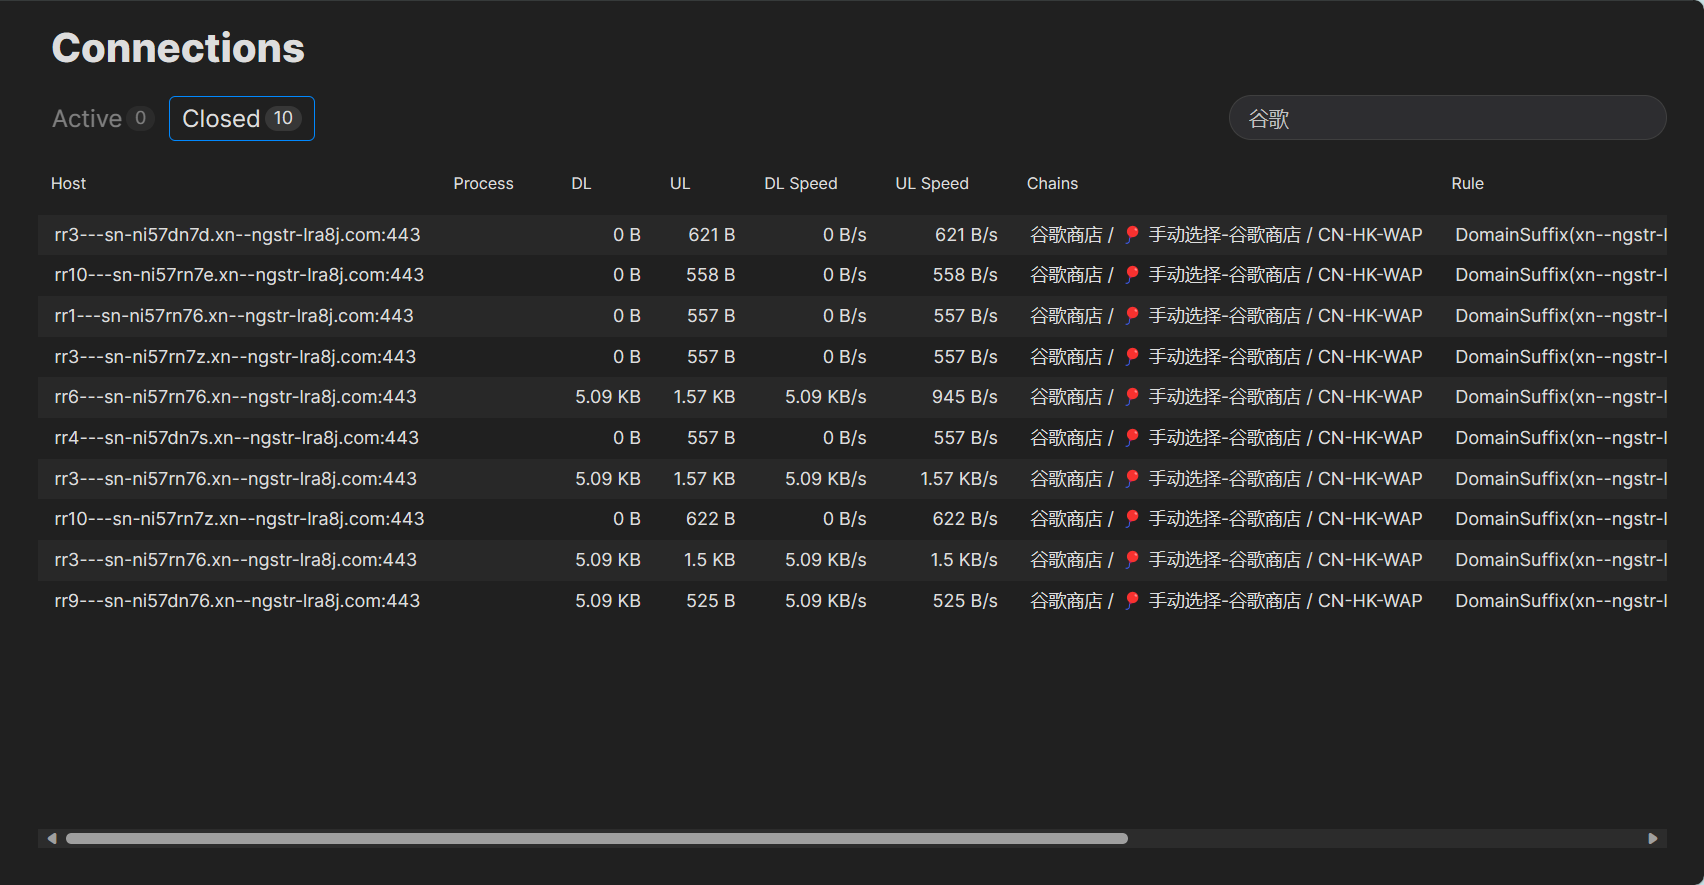 Connections
Active 0 Closed 10 谷歌
Host Process DL UL DL Speed UL Speed Chains Rule
rr3---sn-ni57dn7d.xn--ngstr-lra8j.com:443 0 B 621 B 0 B/s 621 B/s 谷歌商店 / 🎈 手动选择-谷歌商店 / CN-HK-WAP DomainSuffix(xn--ngstr-l
rr10---sn-ni57rn7e.xn--ngstr-lra8j.com:443 0 B 558 B 0 B/s 558 B/s 谷歌商店 / 🎈 手动选择-谷歌商店 / CN-HK-WAP DomainSuffix(xn--ngstr-l
rr1---sn-ni57rn76.xn--ngstr-lra8j.com:443 0 B 557 B 0 B/s 557 B/s 谷歌商店 / 🎈 手动选择-谷歌商店 / CN-HK-WAP DomainSuffix(xn--ngstr-l
rr3---sn-ni57rn7z.xn--ngstr-lra8j.com:443 0 B 557 B 0 B/s 557 B/s 谷歌商店 / 🎈 手动选择-谷歌商店 / CN-HK-WAP DomainSuffix(xn--ngstr-l
rr6---sn-ni57rn76.xn--ngstr-lra8j.com:443 5.09 KB 1.57 KB 5.09 KB/s 945 B/s 谷歌商店 / 🎈 手动选择-谷歌商店 / CN-HK-WAP DomainSuffix(xn--ngstr-l
rr4---sn-ni57dn7s.xn--ngstr-lra8j.com:443 0 B 557 B 0 B/s 557 B/s 谷歌商店 / 🎈 手动选择-谷歌商店 / CN-HK-WAP DomainSuffix(xn--ngstr-l
rr3---sn-ni57rn76.xn--ngstr-lra8j.com:443 5.09 KB 1.57 KB 5.09 KB/s 1.57 KB/s 谷歌商店 / 🎈 手动选择-谷歌商店 / CN-HK-WAP DomainSuffix(xn--ngstr-l
rr10---sn-ni57rn7z.xn--ngstr-lra8j.com:443 0 B 622 B 0 B/s 622 B/s 谷歌商店 / 🎈 手动选择-谷歌商店 / CN-HK-WAP DomainSuffix(xn--ngstr-l
rr3---sn-ni57rn76.xn--ngstr-lra8j.com:443 5.09 KB 1.5 KB 5.09 KB/s 1.5 KB/s 谷歌商店 / 🎈 手动选择-谷歌商店 / CN-HK-WAP DomainSuffix(xn--ngstr-l
rr9---sn-ni57dn76.xn--ngstr-lra8j.com:443 5.09 KB 525 B 5.09 KB/s 525 B/s 谷歌商店 / 🎈 手动选择-谷歌商店 / CN-HK-WAP DomainSuffix(xn--ngstr-l